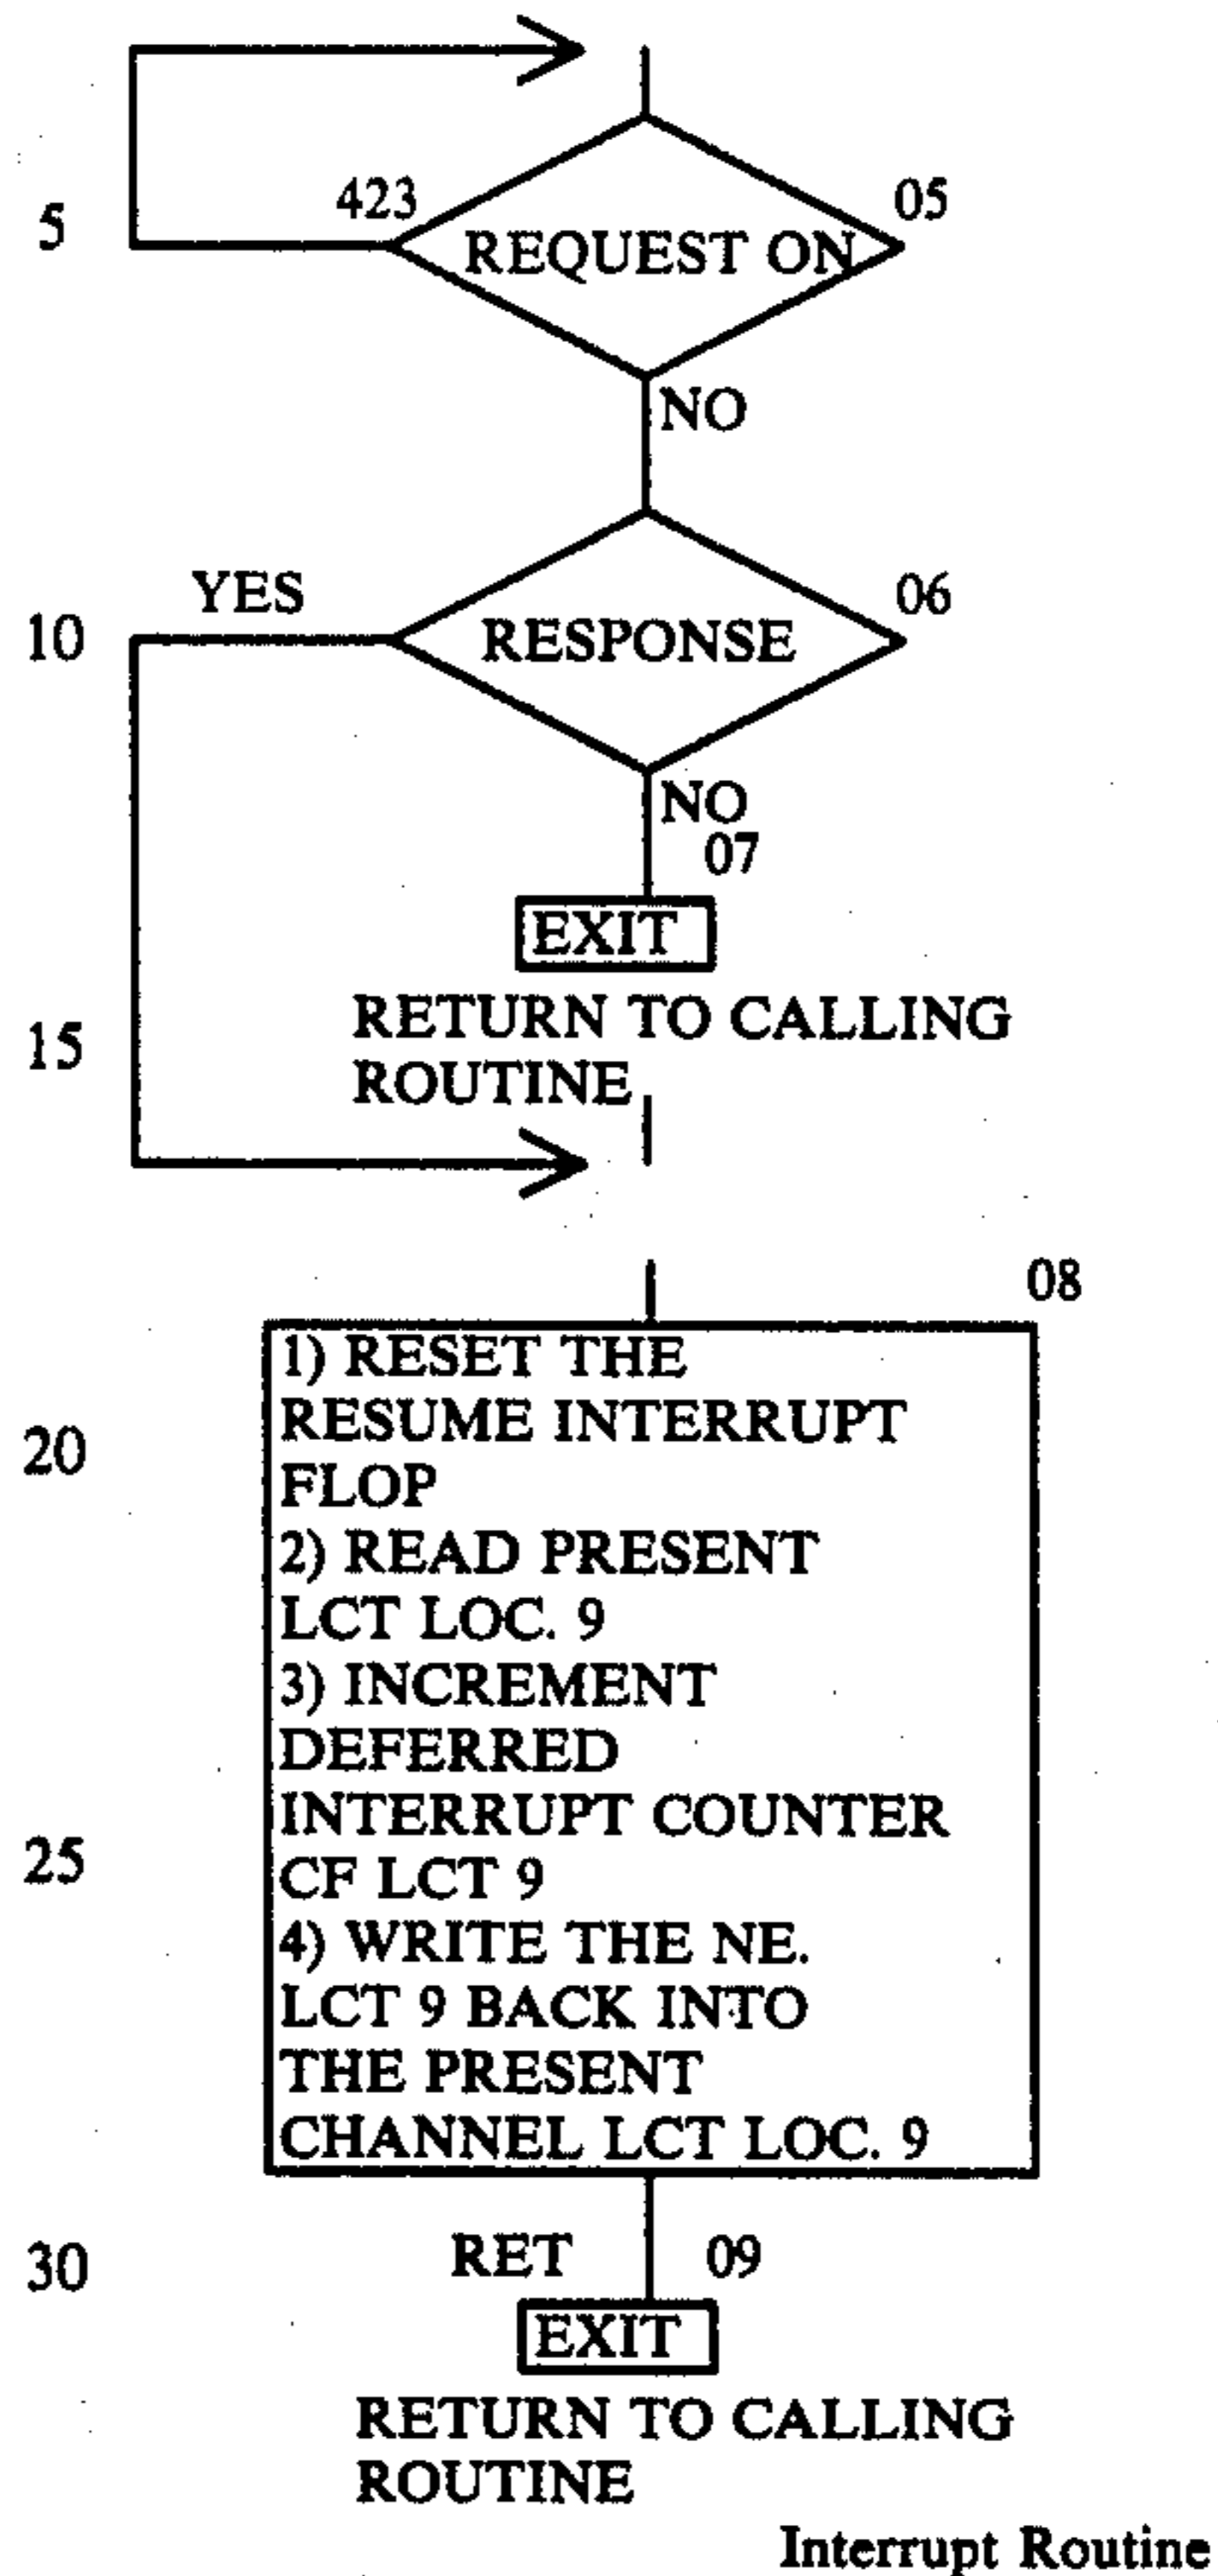 423
05
5
REQUEST ON
NO
YES
06
10
RESPONSE
NO
07
EXIT
RETURN TO CALLING
15
ROUTINE
08
1) RESET THE
20
RESUME INTERRUPT
FLOP
2) READ PRESENT
LCT LOC. 9
3) INCREMENT
DEFERRED
INTERRUPT COUNTER
25
CF LCT 9
4) WRITE THE NE.
LCT 9 BACK INTO
THE PRESENT
CHANNEL LCT LOC. 9
30
RET
09
EXIT
RETURN TO CALLING
ROUTINE
Interrupt Routine